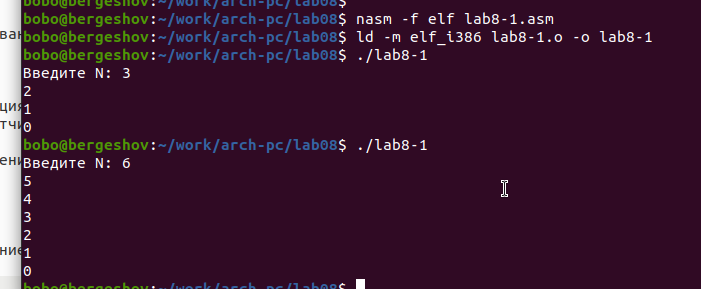 bobo@bergeshov:~/work/arch-pc/lab08$
bobo@bergeshov:~/work/arch-pc/lab08$ nasm -f elf lab8-1.asm
bobo@bergeshov:~/work/arch-pc/lab08$ ld -m elf_i386 lab8-1.o -o lab8-1
bobo@bergeshov:~/work/arch-pc/lab08$ ./lab8-1
Введите N: 3
2
1
0
bobo@bergeshov:~/work/arch-pc/lab08$ ./lab8-1
Введите N: 6
5
4
3
2
1
0
bobo@bergeshov:~/work/arch-pc/lab08$